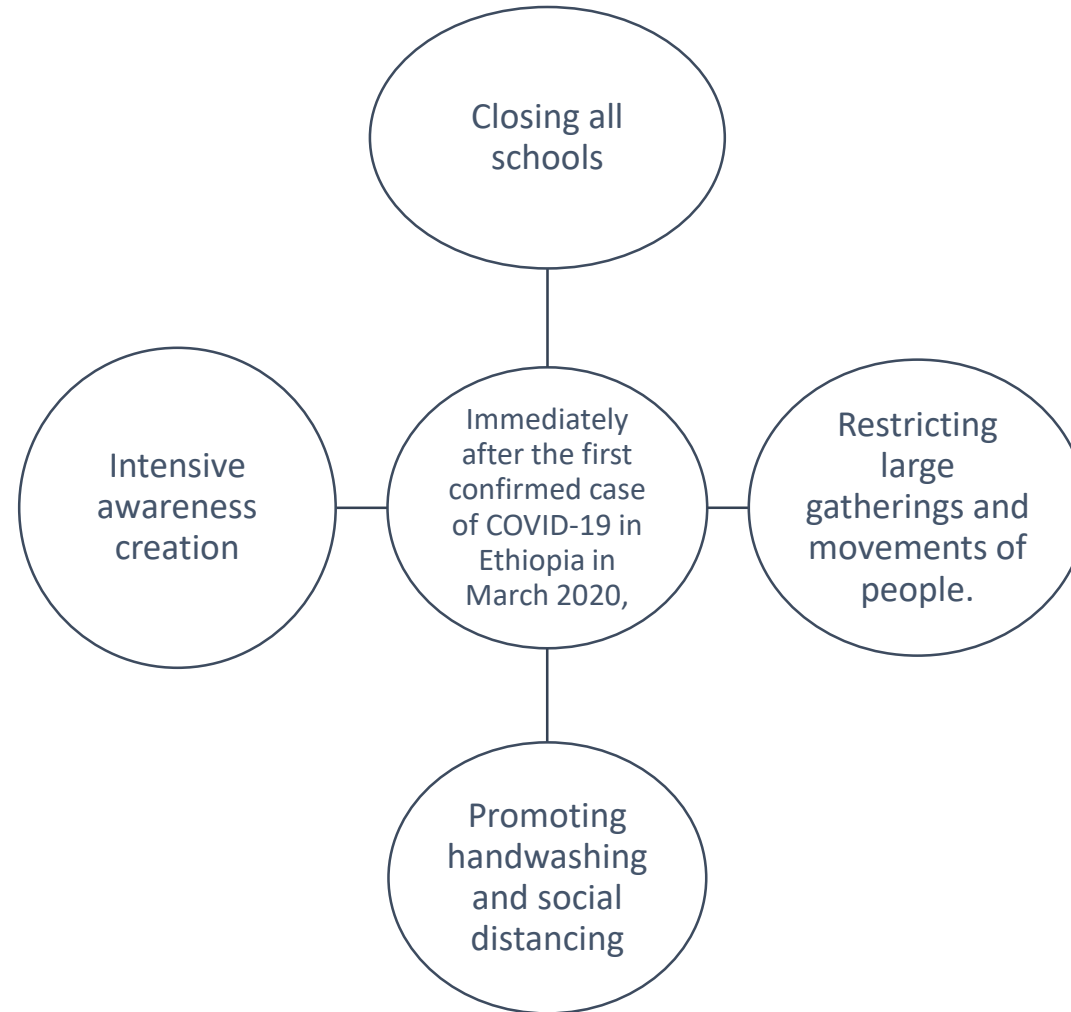 Closing all
schools
Intensive
awareness
creation
Immediately
after the first
confirmed case
of COVID-19 in
Ethiopia in
March 2020,
Restricting
large
gatherings and
movements of
people.
Promoting
handwashing
and social
distancing